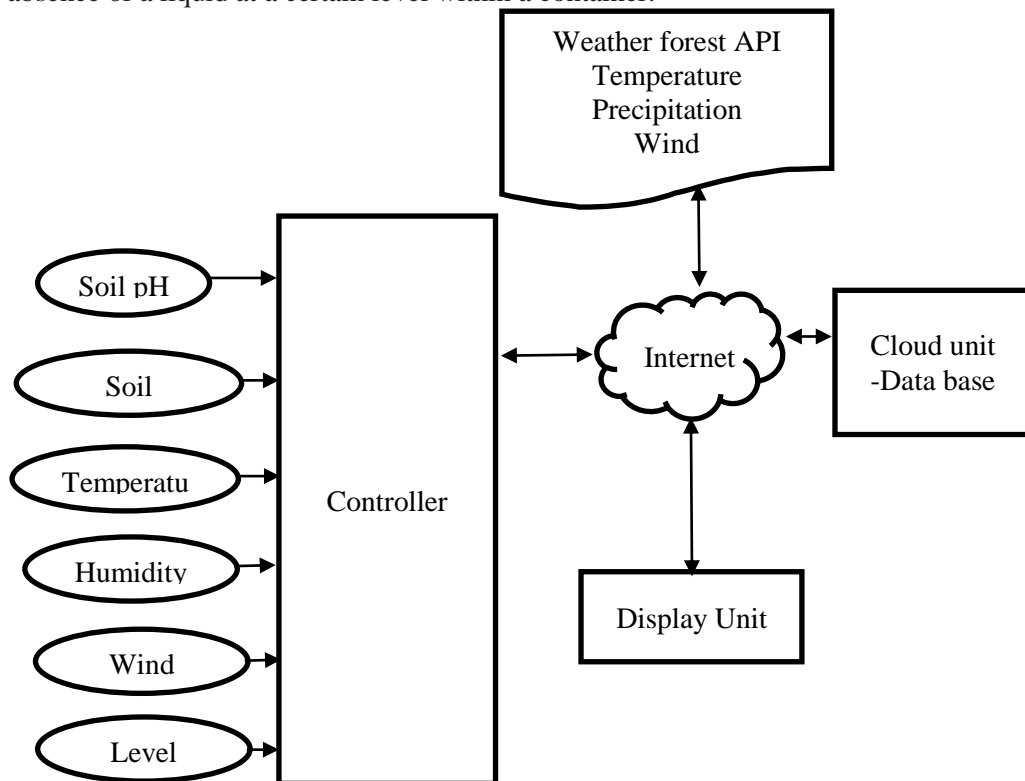 absence of a liquid at a certain level within a container.
Weather forest API
Temperature
Precipitation
Wind
Soil pH
Soil
Temperatu
Humidity
Wind
Level
Controller
Internet
Cloud unit
-Data base
Display Unit